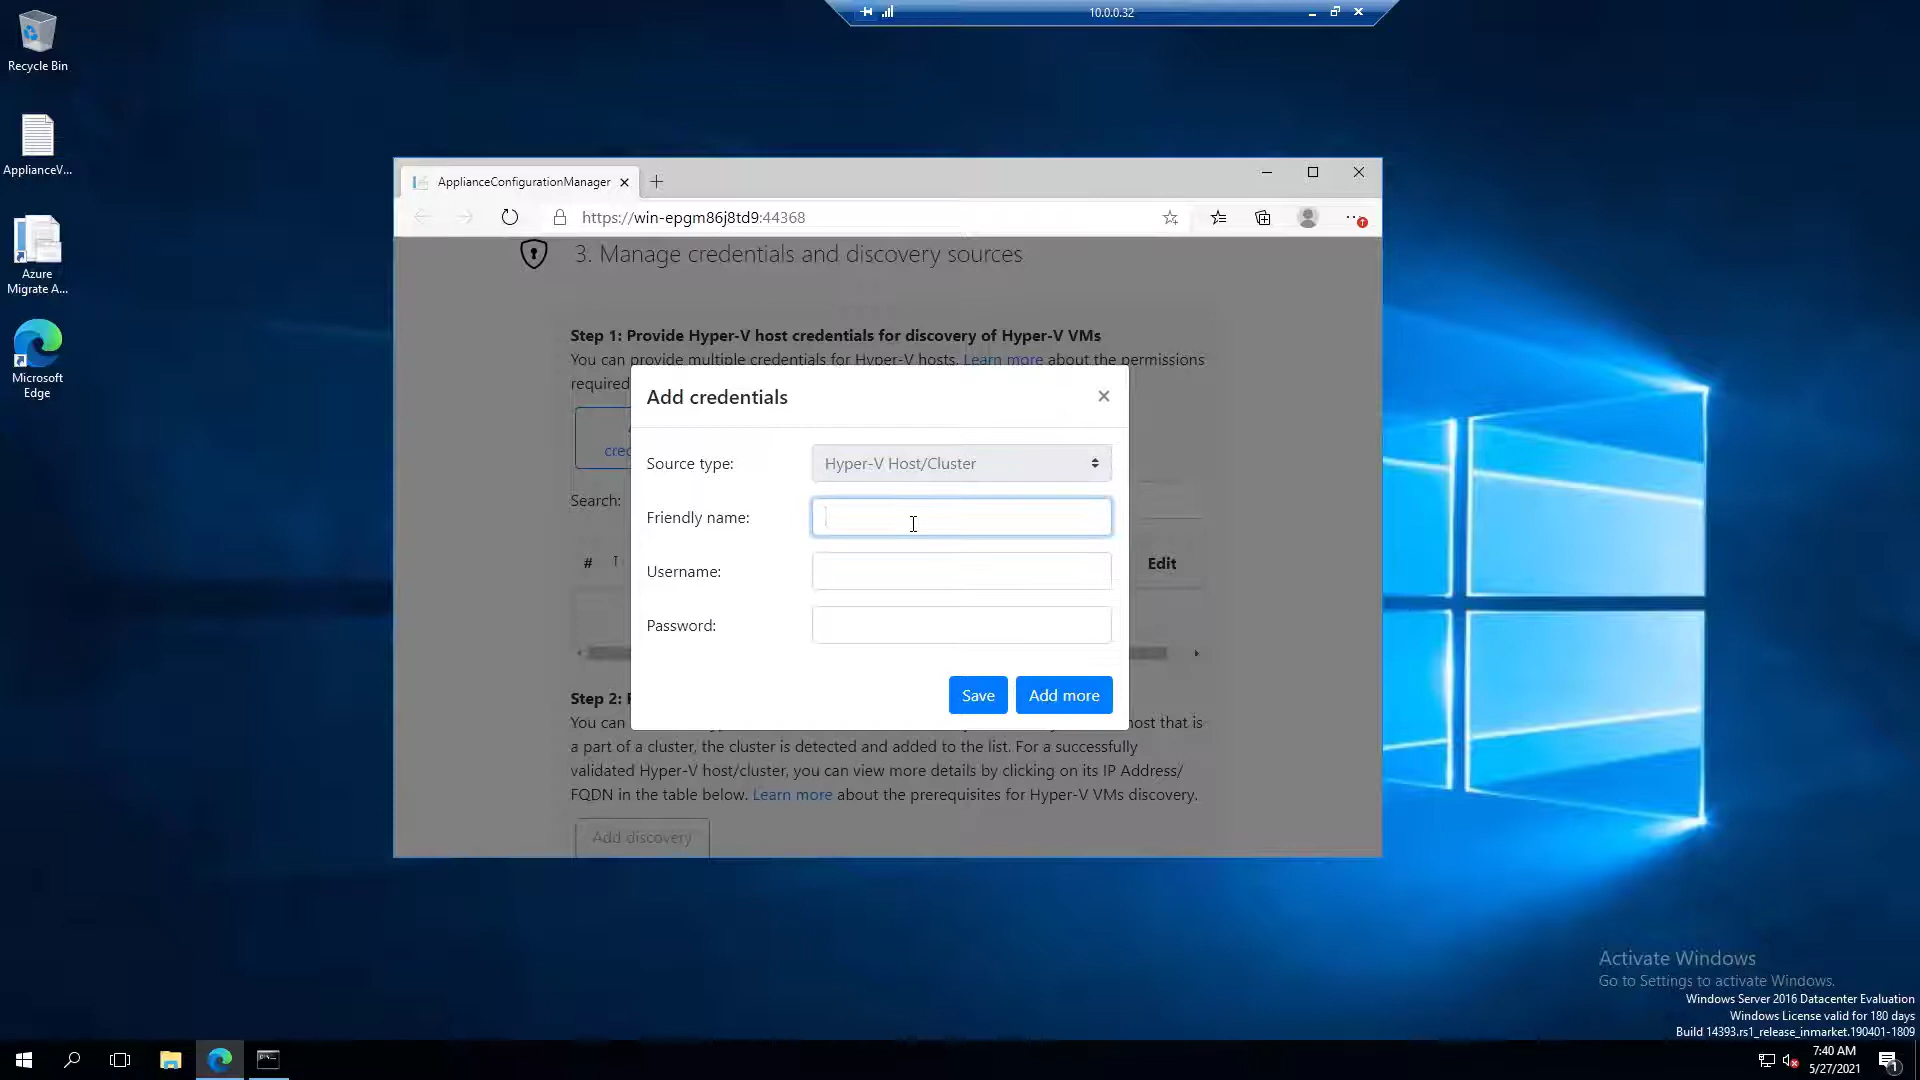 10.0.0.32
Recycle Bin
ApplianceV...
Azure
Migrate A...
Microsoft
Edge
ApplianceConfigurationManager
https://win-epgm86j8td9:44368
3. Manage credentials and discovery sources
Step 1: Provide Hyper-V host credentials for discovery of Hyper-V VMs
You can provide multiple credentials for Hyper-V hosts. Learn more about the permissions
required
Add credentials
Source type:
Hyper-V Host/Cluster
Search:
Friendly name:
#
Edit
Username:
Password:
Save
Add more
Step 2:
You can
host that is
a part of a cluster, the cluster is detected and added to the list. For a successfully
validated Hyper-V host/cluster, you can view more details by clicking on its IP Address/
FQDN in the table below. Learn more about the prerequisites for Hyper-V VMs discovery.
Add discovery
Activate Windows
Go to Settings to activate Windows.
Windows Server 2016 Datacenter Evaluation
Windows License valid for 180 days
Build 14393.rs1_release_inmarket.190401-1809
7:40 AM
5/27/2021
1